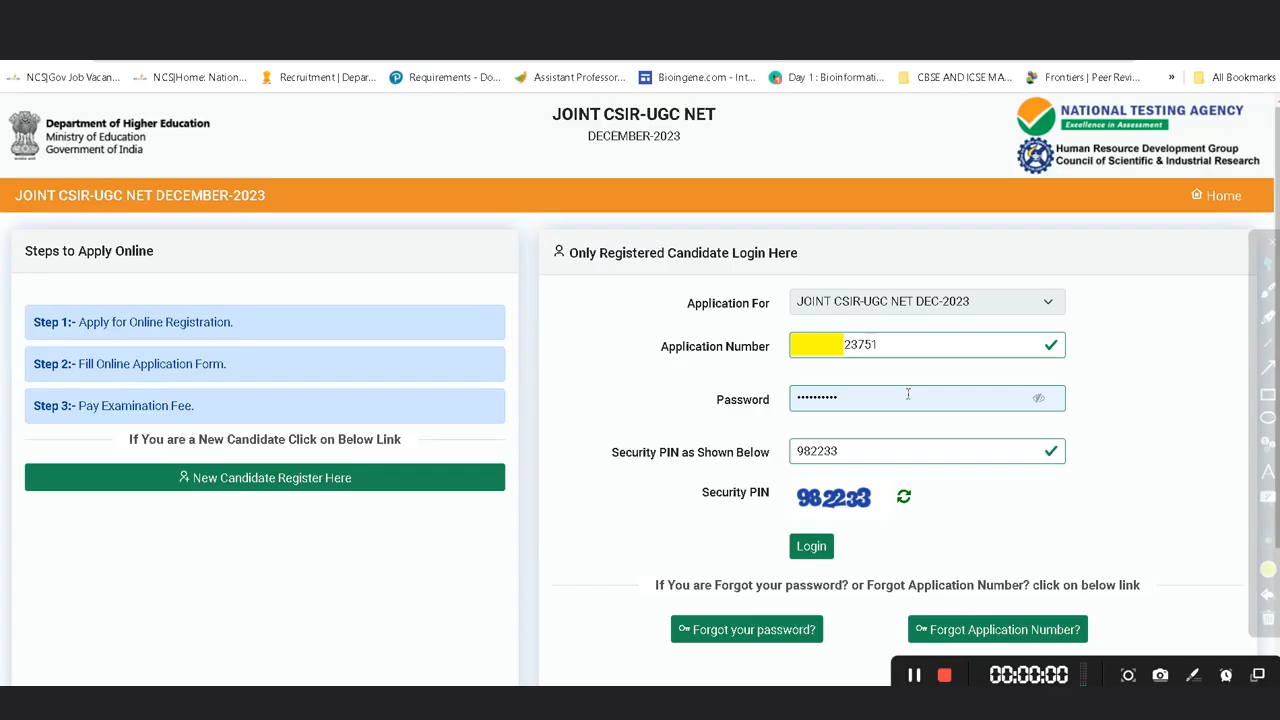 NCS|Gov Job Vacan...
NCS|Home: Nation...
Recruitment | Depar...
Requirements - Do...
Assistant Professor...
Bioingene.com - Int...
Day 1 : Bioinformati...
CBSE AND ICSE MA...
Frontiers | Peer Revi...
»
All Bookmarks
Department of Higher Education
Ministry of Education
Government of India
JOINT CSIR-UGC NET
DECEMBER-2023
NATIONAL TESTING AGENCY
Excellence in Assessment
Human Resource Development Group
Council of Scientific & Industrial Research
JOINT CSIR-UGC NET DECEMBER-2023
Home
Steps to Apply Online
Step 1:- Apply for Online Registration.
Step 2:- Fill Online Application Form.
Step 3:- Pay Examination Fee.
If You are a New Candidate Click on Below Link
New Candidate Register Here
Only Registered Candidate Login Here
Application For
JOINT CSIR-UGC NET DEC-2023
Application Number
23751
Password
••••••••••
Security PIN as Shown Below
982233
Security PIN
982233
Login
If You are Forgot your password? or Forgot Application Number? click on below link
Forgot your password?
Forgot Application Number?
00:00:00